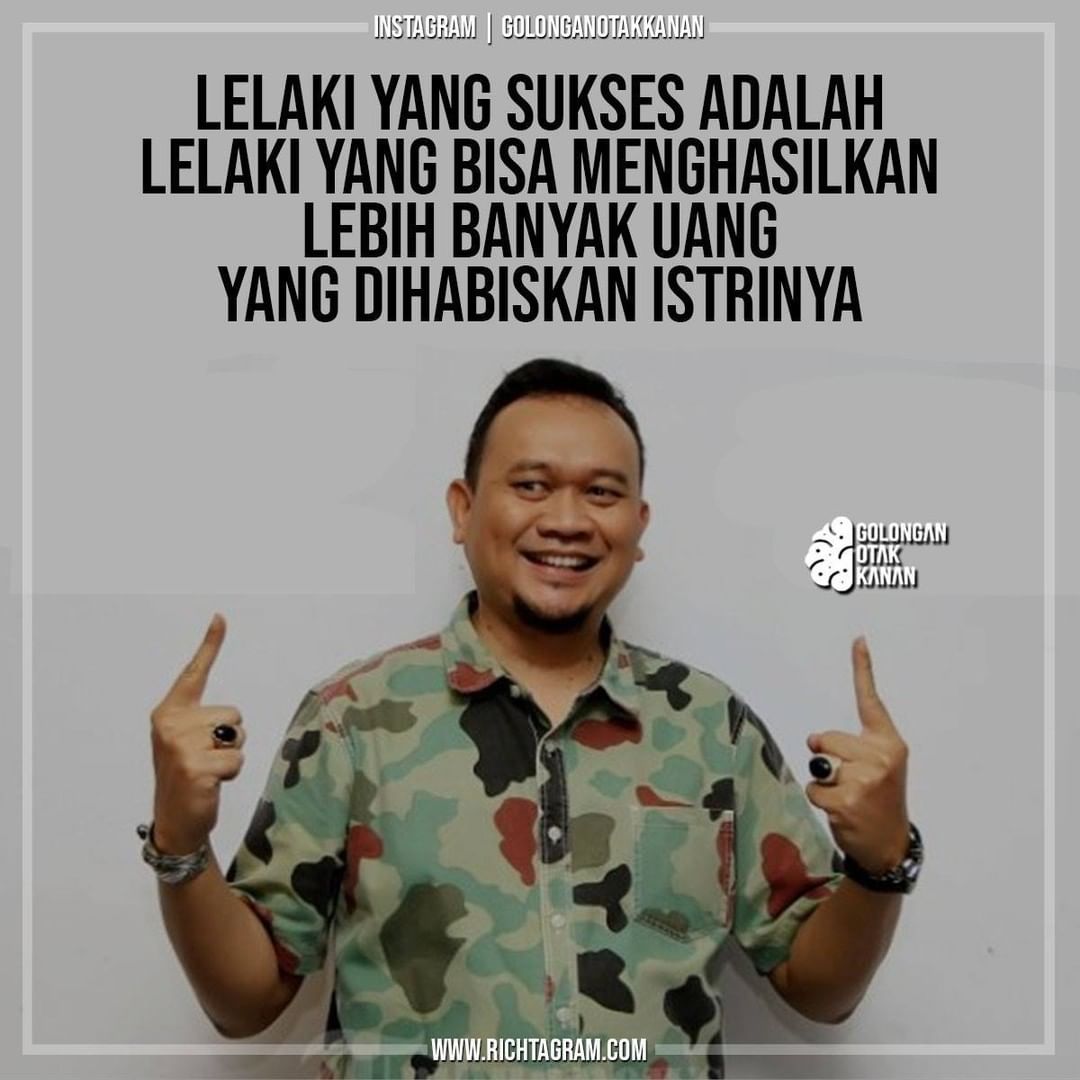 INSTAGRAM | GOLONGANOTAKKANAN
LELAKI YANG SUKSES ADALAH
LELAKI YANG BISA MENGHASILKAN
LEBIH BANYAK UANG
YANG DIHABISKAN ISTRINYA
GOLONGAN
OTAK
KANAN
WWW.RICHTAGRAM.COM